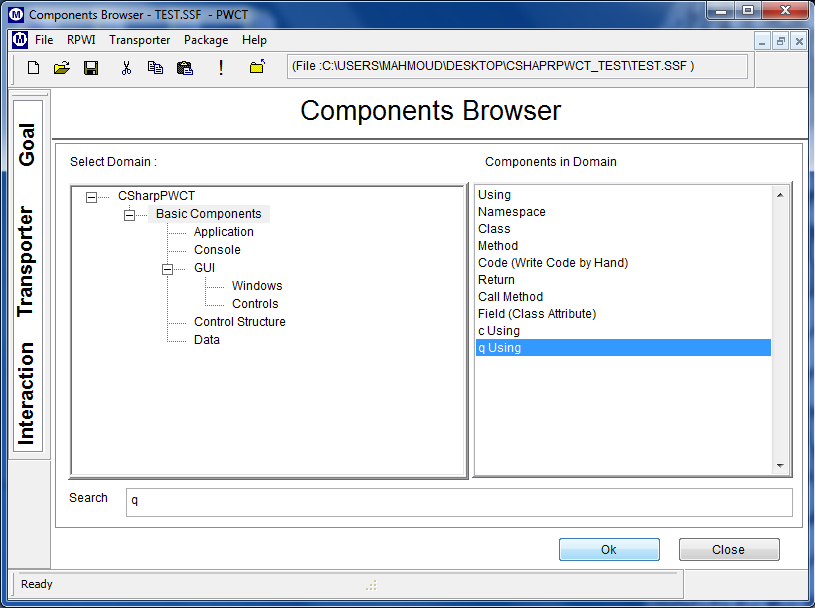 Components Browser - TEST.SSF - PWCT
File RPWI Transporter Package Help
(File :C:\USERS\MAHMOUD\DESKTOP\CSHAPRPWCT_TEST\TEST.SSF )
Goal
Transporter
Interaction
Components Browser
Select Domain :
CSharpPWCT
Basic Components
Application
Console
GUI
Windows
Controls
Control Structure
Data
Components in Domain
Using
Namespace
Class
Method
Code (Write Code by Hand)
Return
Call Method
Field (Class Attribute)
c Using
q Using
Search q
Ok Close
Ready